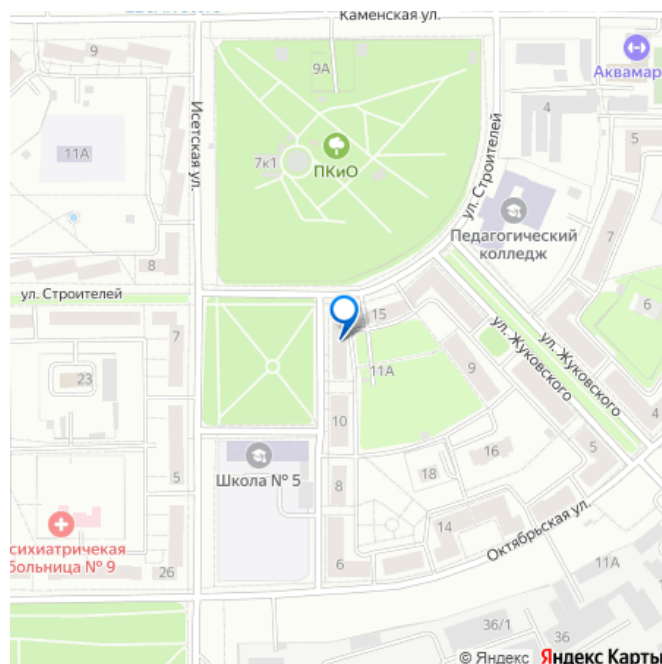 Каменская ул.
9
9А
Аквамар
4
Исетская ул.
11А
7к1
ПКиО
ул. Строителей
5
Педагогический
колледж
7
8
ул. Строителей
6
15
ул. Жуковского
ул. Жуковского
7
23
11А
9
10
4
Школа № 5
5
16
5
18
8
сихиатричекая
больница № 9
14
Октябрьская ул.
26
6
11А
36/1
36
© Яндекс Яндекс Карты